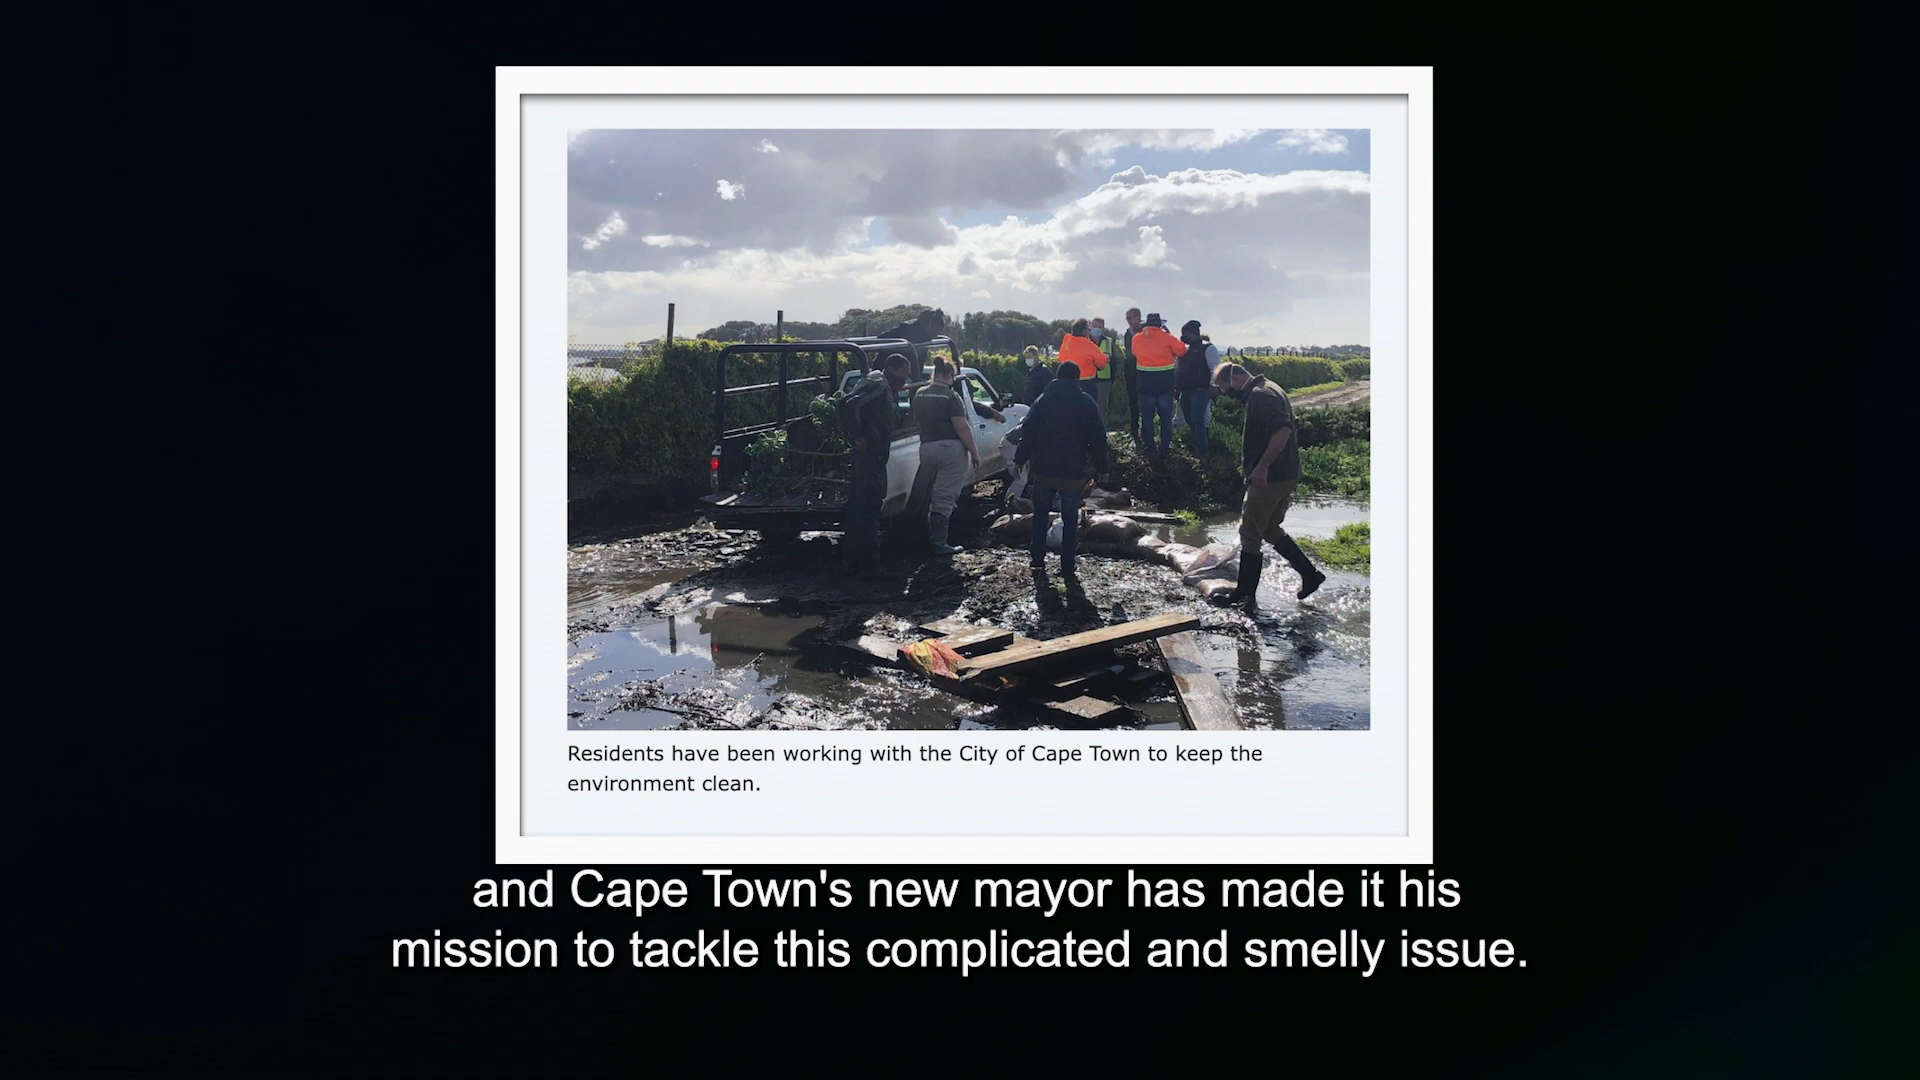 Residents have been working with the City of Cape Town to keep the
environment clean.
and Cape Town's new mayor has made it his
mission to tackle this complicated and smelly issue.